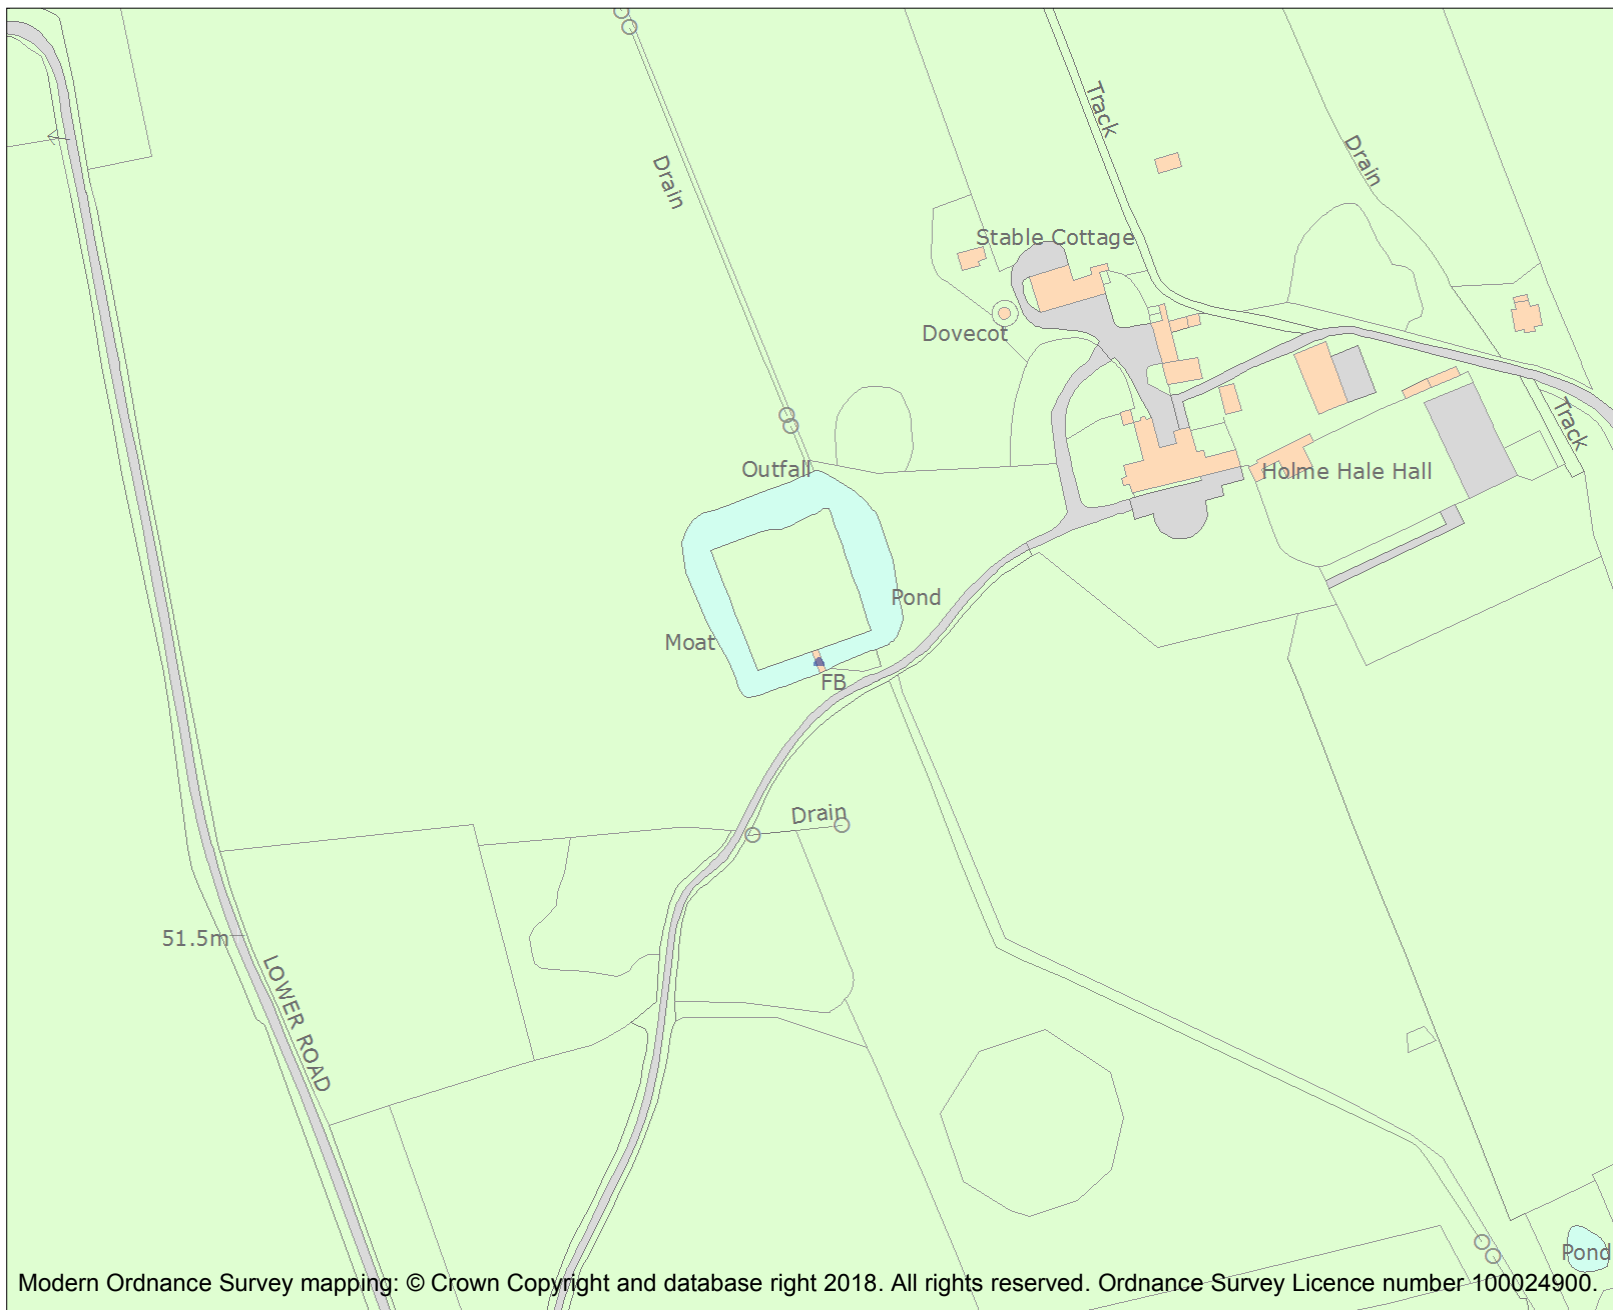 Track
Drain
Drain
Stable Cottage
Dovecot
Track
Outfall
Holme Hale Hall
Pond
Moat
FB
Drain
51.5m
LOWER ROAD
Pond
Modern Ordnance Survey mapping: © Crown Copyright and database right 2018. All rights reserved. Ordnance Survey Licence number 100024900.